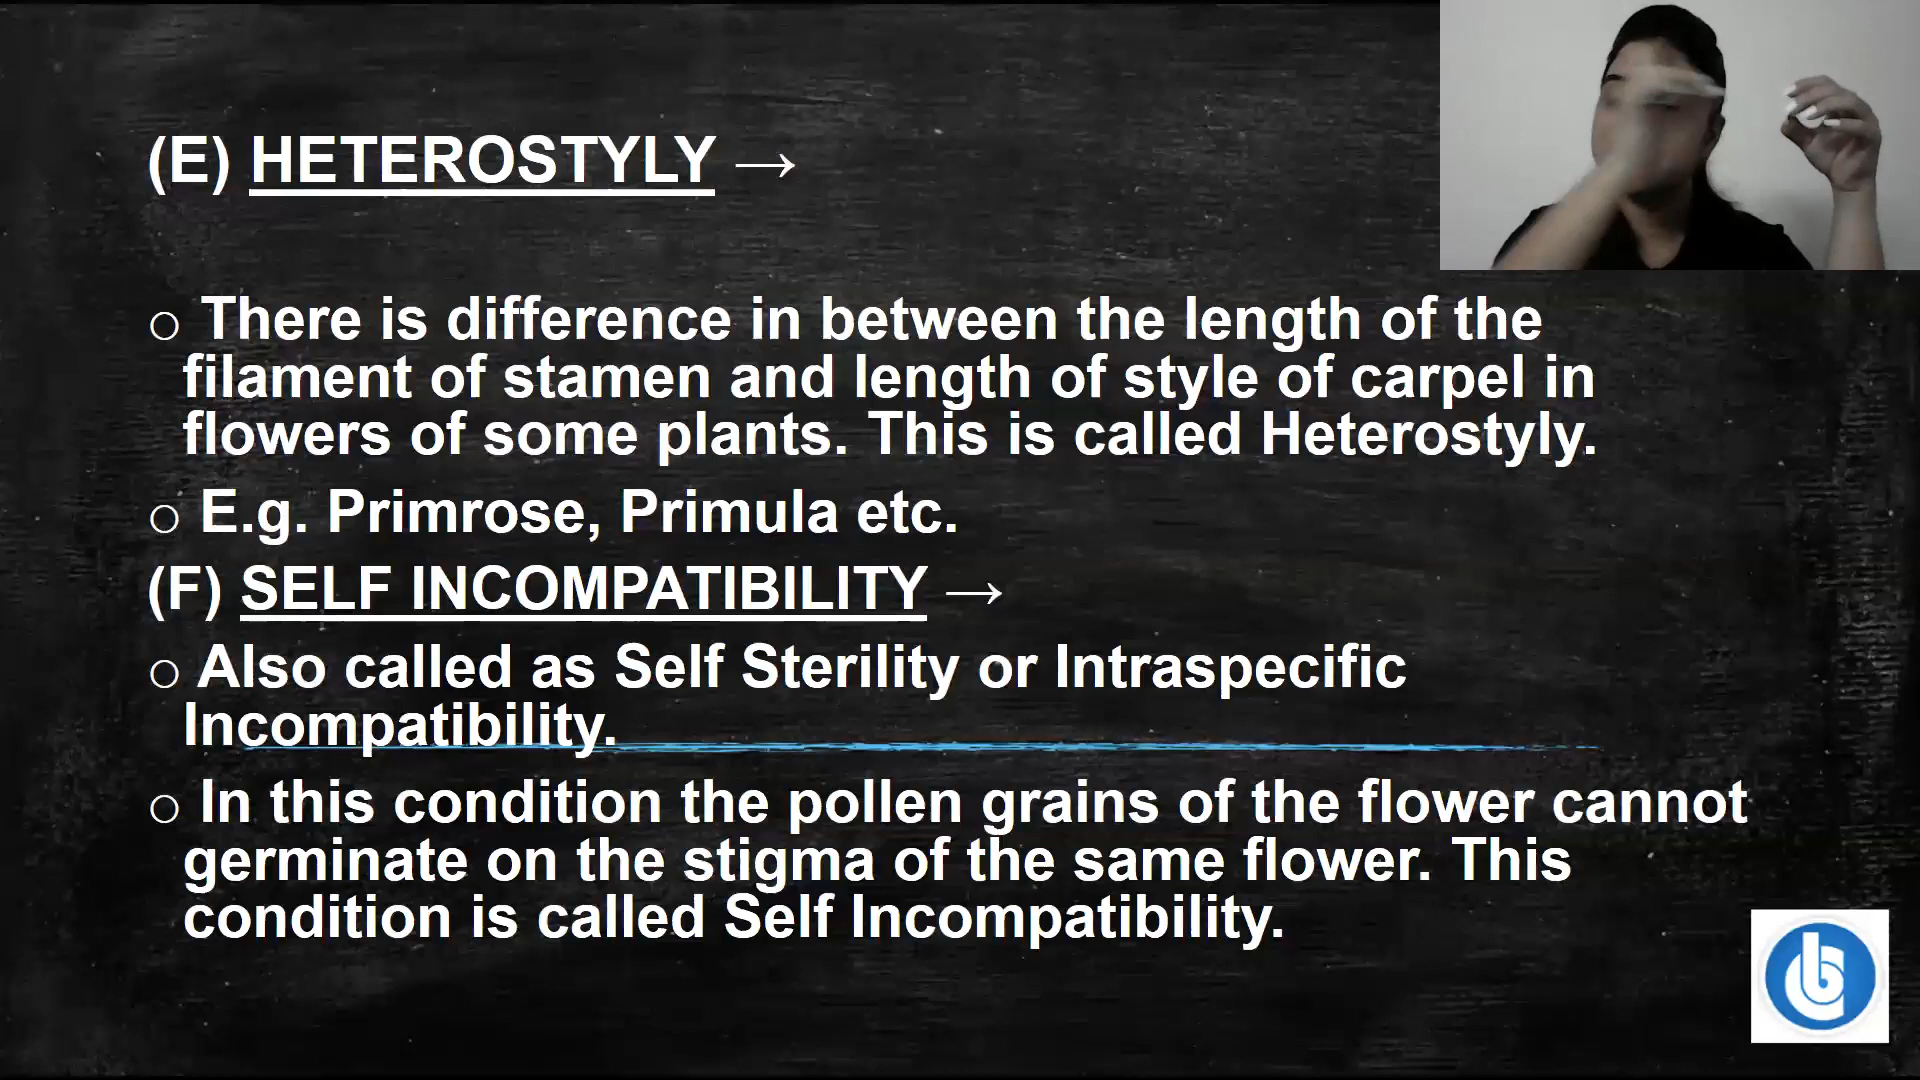 (E) HETEROSTYLY →
○ There is difference in between the length of the
filament of stamen and length of style of carpel in
flowers of some plants. This is called Heterostyly.
○ E.g. Primrose, Primula etc.
(F) SELF INCOMPATIBILITY →
○ Also called as Self Sterility or Intraspecific
Incompatibility.
○ In this condition the pollen grains of the flower cannot
germinate on the stigma of the same flower. This
condition is called Self Incompatibility.